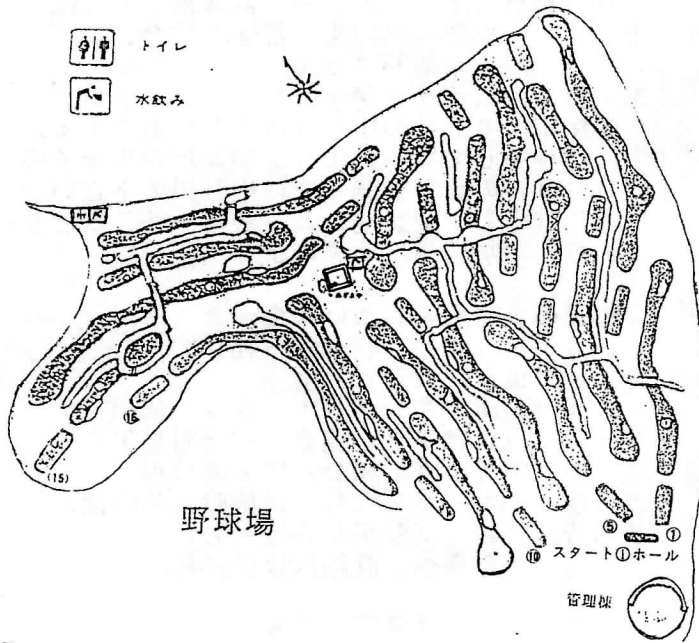 トイレ
水飲み
⑯
(15)
野球場
⑩
⑤
①
スタート①ホール
管理棟